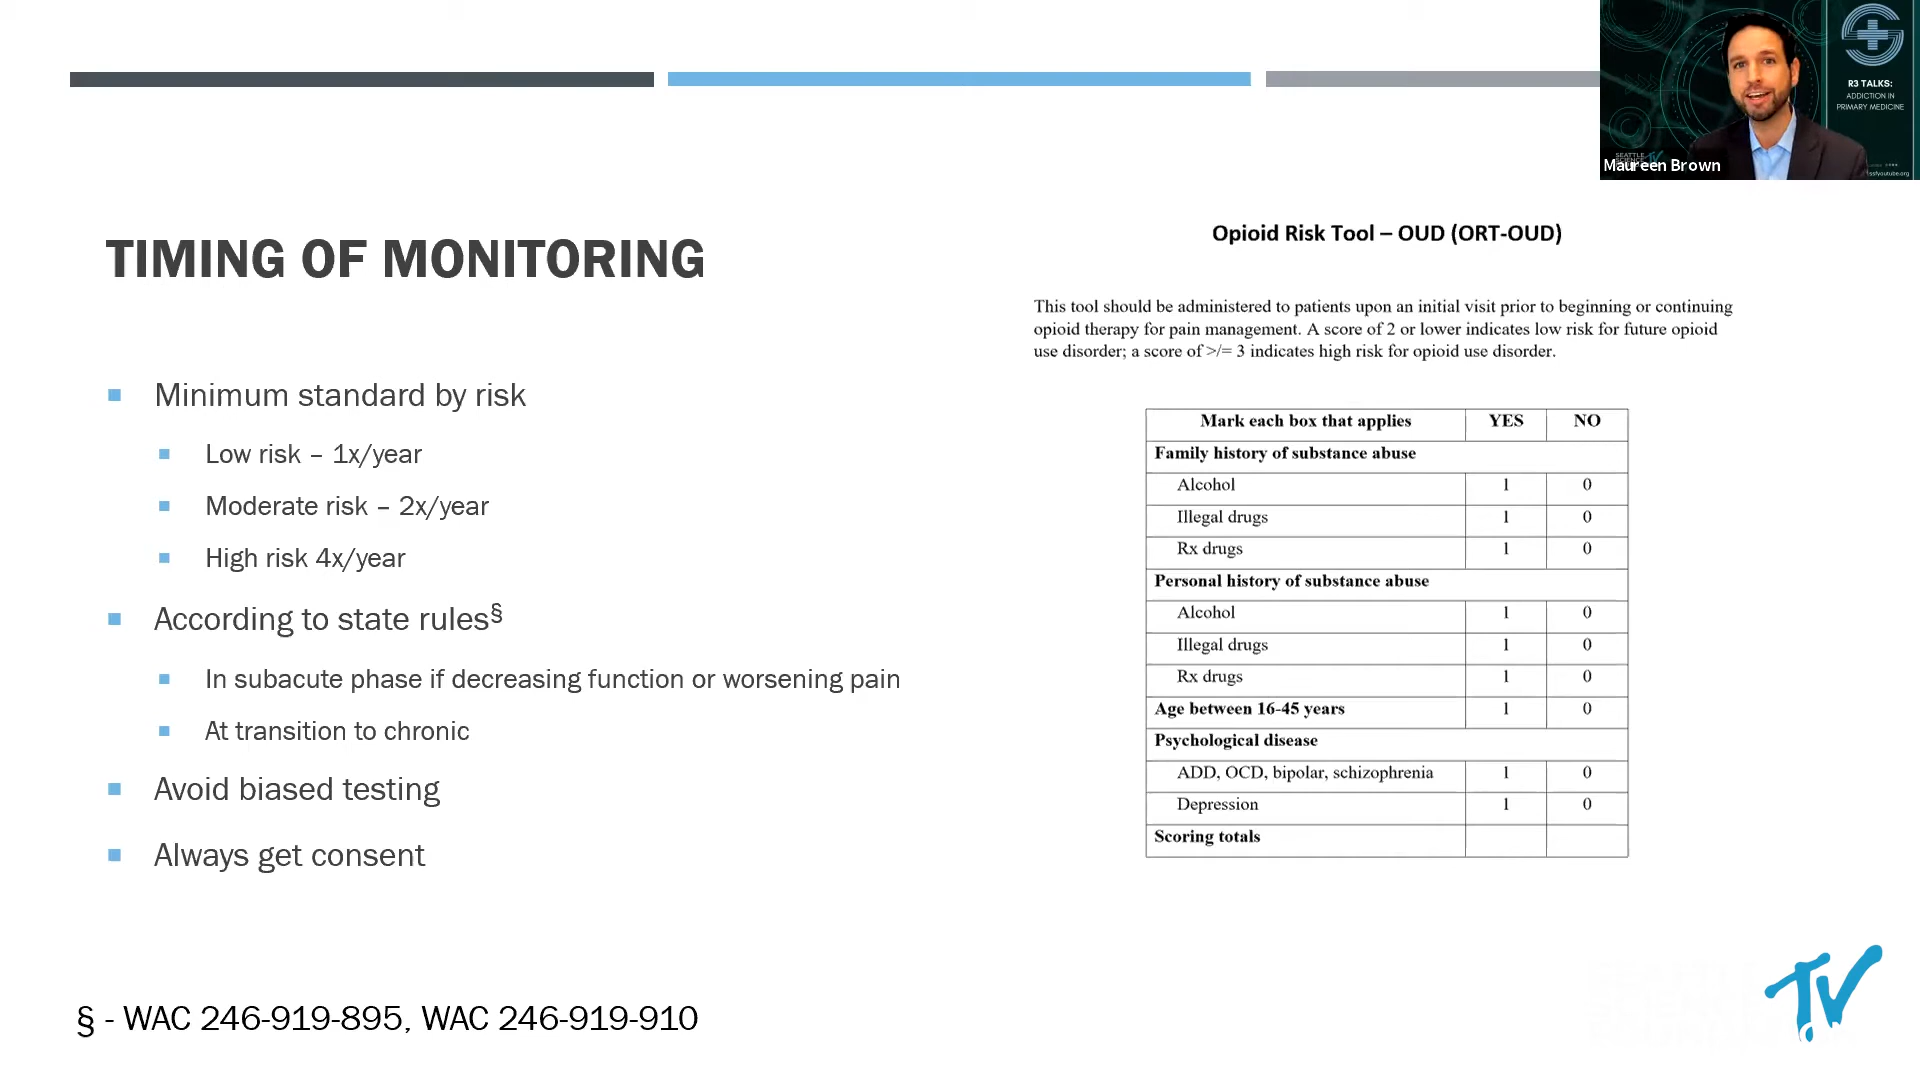 R3 TALKS:
ADDICTION IN
PRIMARY MEDICINE
SEATTLE
SCIENCE
Maureen Brown
TIMING OF MONITORING
▪ Minimum standard by risk
▪ Low risk – 1x/year
▪ Moderate risk – 2x/year
▪ High risk 4x/year
▪ According to state rules§
▪ In subacute phase if decreasing function or worsening pain
▪ At transition to chronic
▪ Avoid biased testing
▪ Always get consent
§ - WAC 246-919-895, WAC 246-919-910
Opioid Risk Tool – OUD (ORT-OUD)
This tool should be administered to patients upon an initial visit prior to beginning or continuing
opioid therapy for pain management. A score of 2 or lower indicates low risk for future opioid
use disorder; a score of >/= 3 indicates high risk for opioid use disorder.
Mark each box that applies YES NO
Family history of substance abuse
Alcohol 1 0
Illegal drugs 1 0
Rx drugs 1 0
Personal history of substance abuse
Alcohol 1 0
Illegal drugs 1 0
Rx drugs 1 0
Age between 16-45 years 1 0
Psychological disease
ADD, OCD, bipolar, schizophrenia 1 0
Depression 1 0
Scoring totals
TV